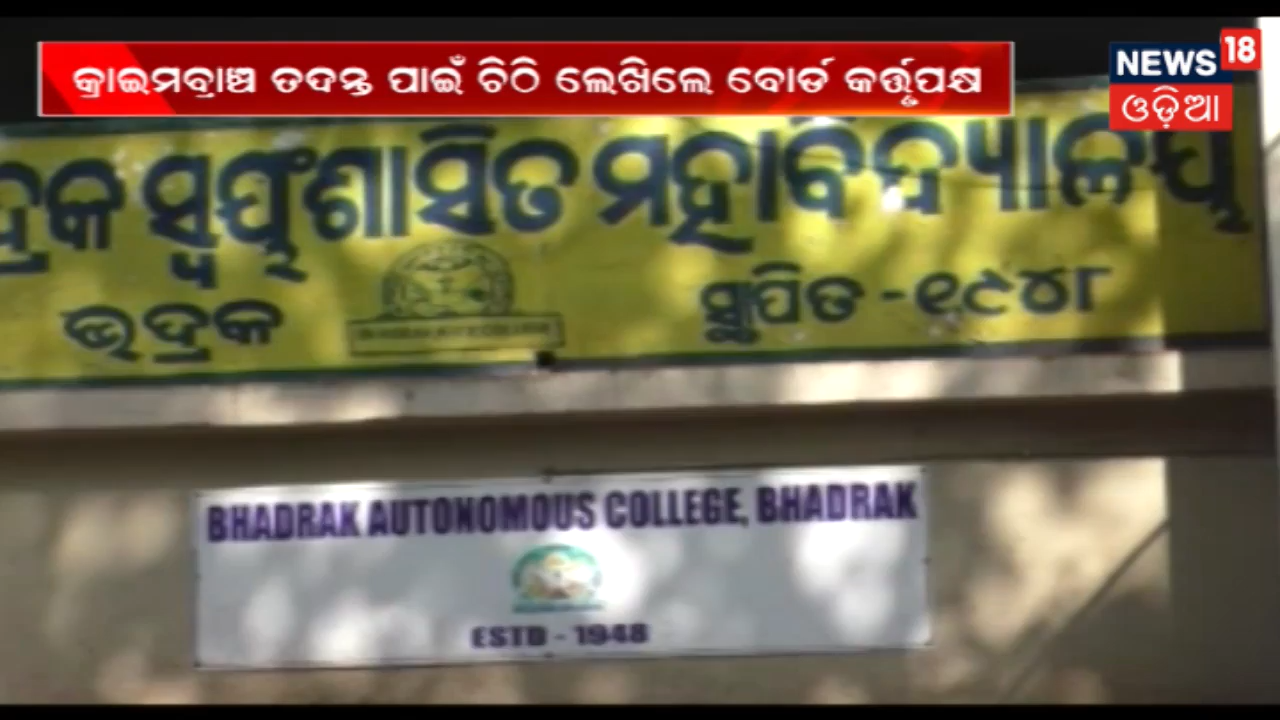 କ୍ରାଇମବ୍ରାଞ୍ଚ ତଦନ୍ତ ପାଇଁ ଚିଠି ଲେଖିଲେ ବୋର୍ଡ କର୍ତ୍ତୃପକ୍ଷ
NEWS 18
ଓଡ଼ିଆ
ସ୍ୱୟଂଶାସିତ ମହାବିଦ୍ୟାଳୟ
ଭଦ୍ରକ
ସ୍ଥାପିତ - ୧୯୪୮
BHADRAK AUTONOMOUS COLLEGE, BHADRAK
ESTD - 1948